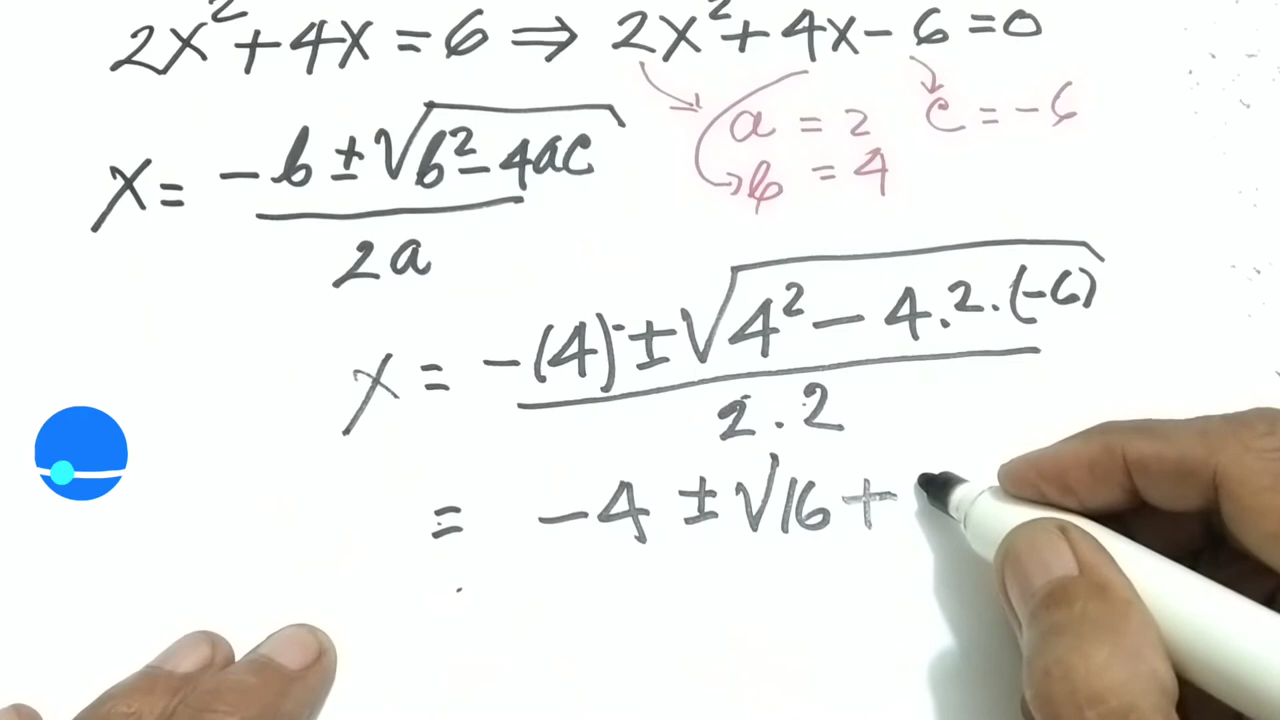 2x² + 4x = 6 ⇒ 2x² + 4x - 6 = 0
a = 2 c = -6
b = 4
x = -b ± √(b² - 4ac) / 2a
x = -(4) ± √(4² - 4.2.(-6)) / 2.2
= -4 ± √16 +